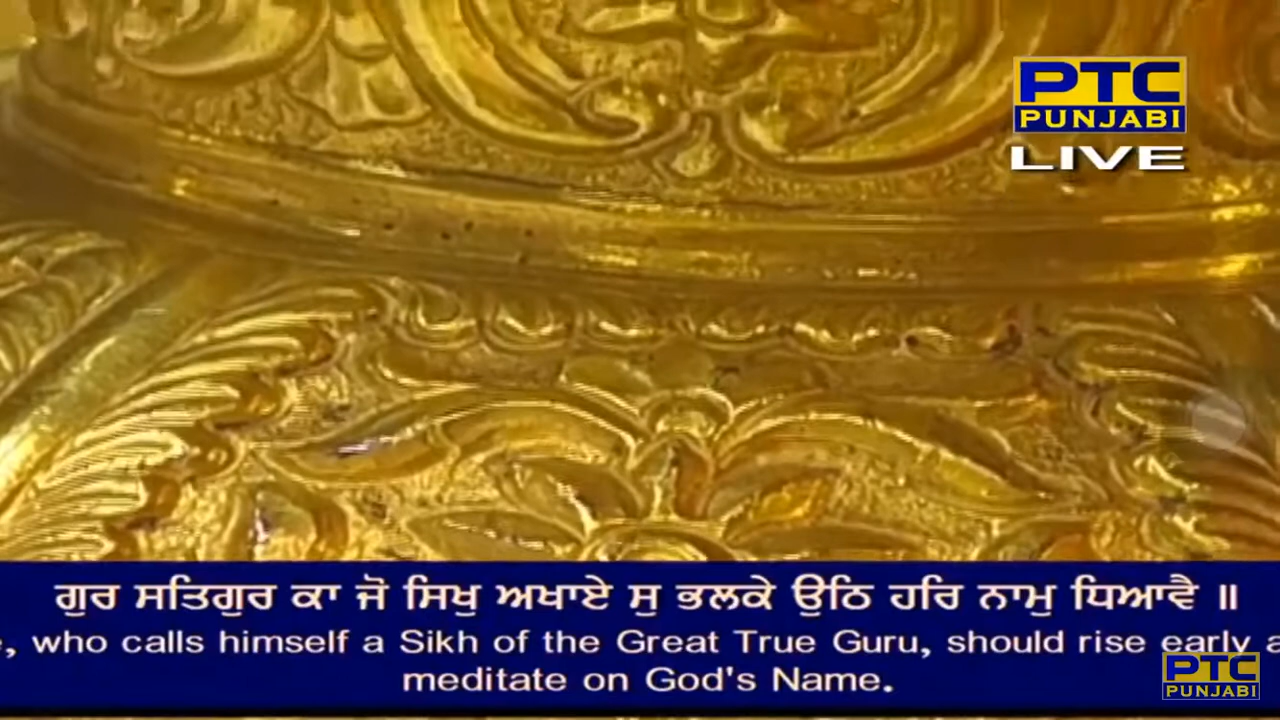 PTC
PUNJABI
LIVE
ਗੁਰ ਸਤਿਗੁਰ ਕਾ ਜੋ ਸਿਖੁ ਅਖਾਏ ਸੁ ਭਲਕੇ ਉਠਿ ਹਰਿ ਨਾਮੁ ਧਿਆਵੈ ॥
, who calls himself a Sikh of the Great True Guru, should rise early
meditate on God's Name.
PTC
PUNJABI